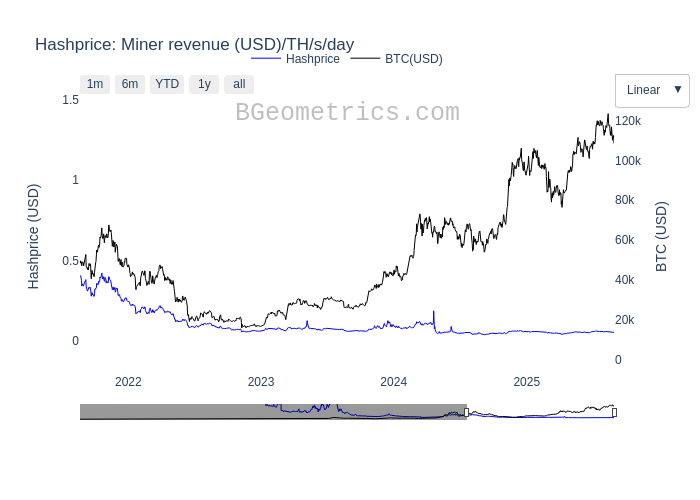 Hashprice: Miner revenue (USD)/TH/s/day
Hashprice BTC(USD)
1m 6m YTD 1y all
Linear ▼
BGeometrics.com
1.5
1
0.5
0
Hashprice (USD)
120k
100k
80k
60k
40k
20k
0
BTC (USD)
2022 2023 2024 2025